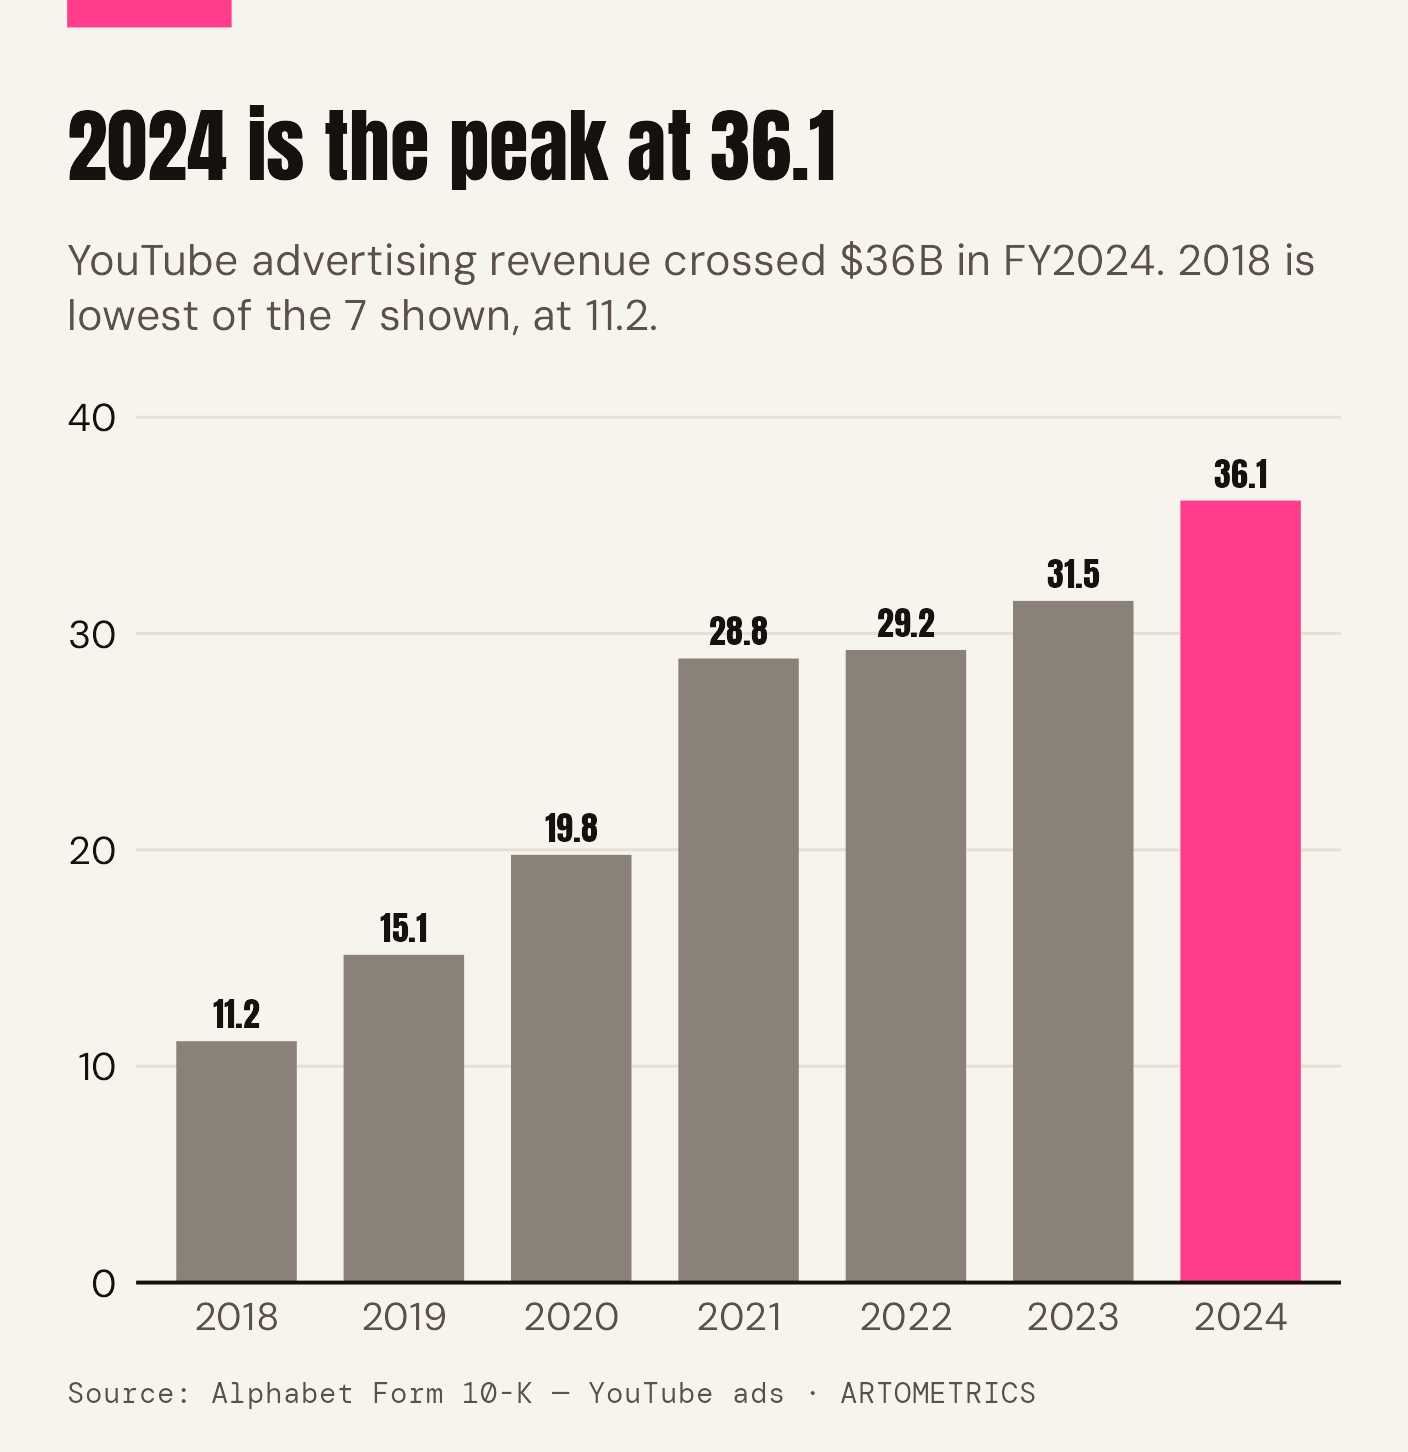 2024 is the peak at 36.1
YouTube advertising revenue crossed $36B in FY2024. 2018 is
lowest of the 7 shown, at 11.2.
40
36.1
31.5
30
28.8
29.2
20
19.8
15.1
11.2
10
0
2018 2019 2020 2021 2022 2023 2024
Source: Alphabet Form 10-K — YouTube ads · ARTOMETRICS